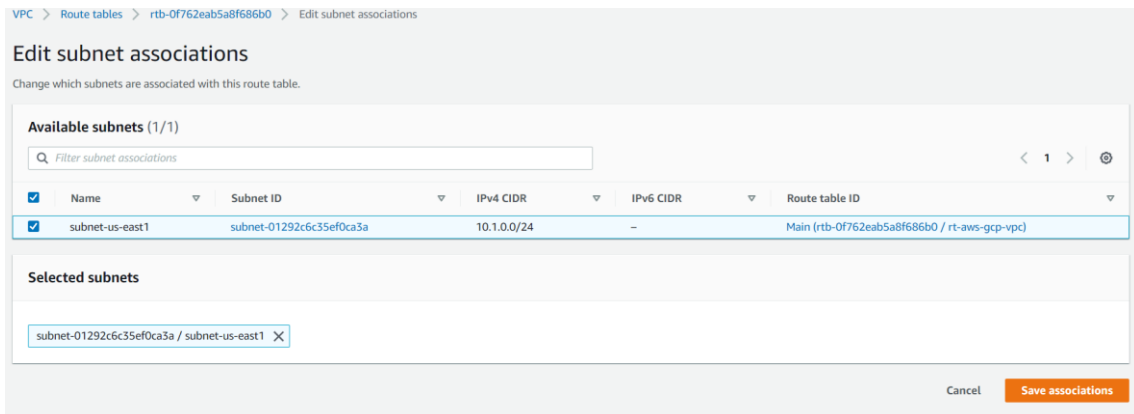 VPC > Route tables > rtb-0f762eab5a8f686b0 > Edit subnet associations
Edit subnet associations
Change which subnets are associated with this route table.
Available subnets (1/1)
Filter subnet associations
< 1 >
Name Subnet ID IPv4 CIDR IPv6 CIDR Route table ID
subnet-us-east1 subnet-01292c6c35ef0ca3a 10.1.0.0/24 – Main (rtb-0f762eab5a8f686b0 / rt-aws-gcp-vpc)
Selected subnets
subnet-01292c6c35ef0ca3a / subnet-us-east1 X
Cancel Save associations